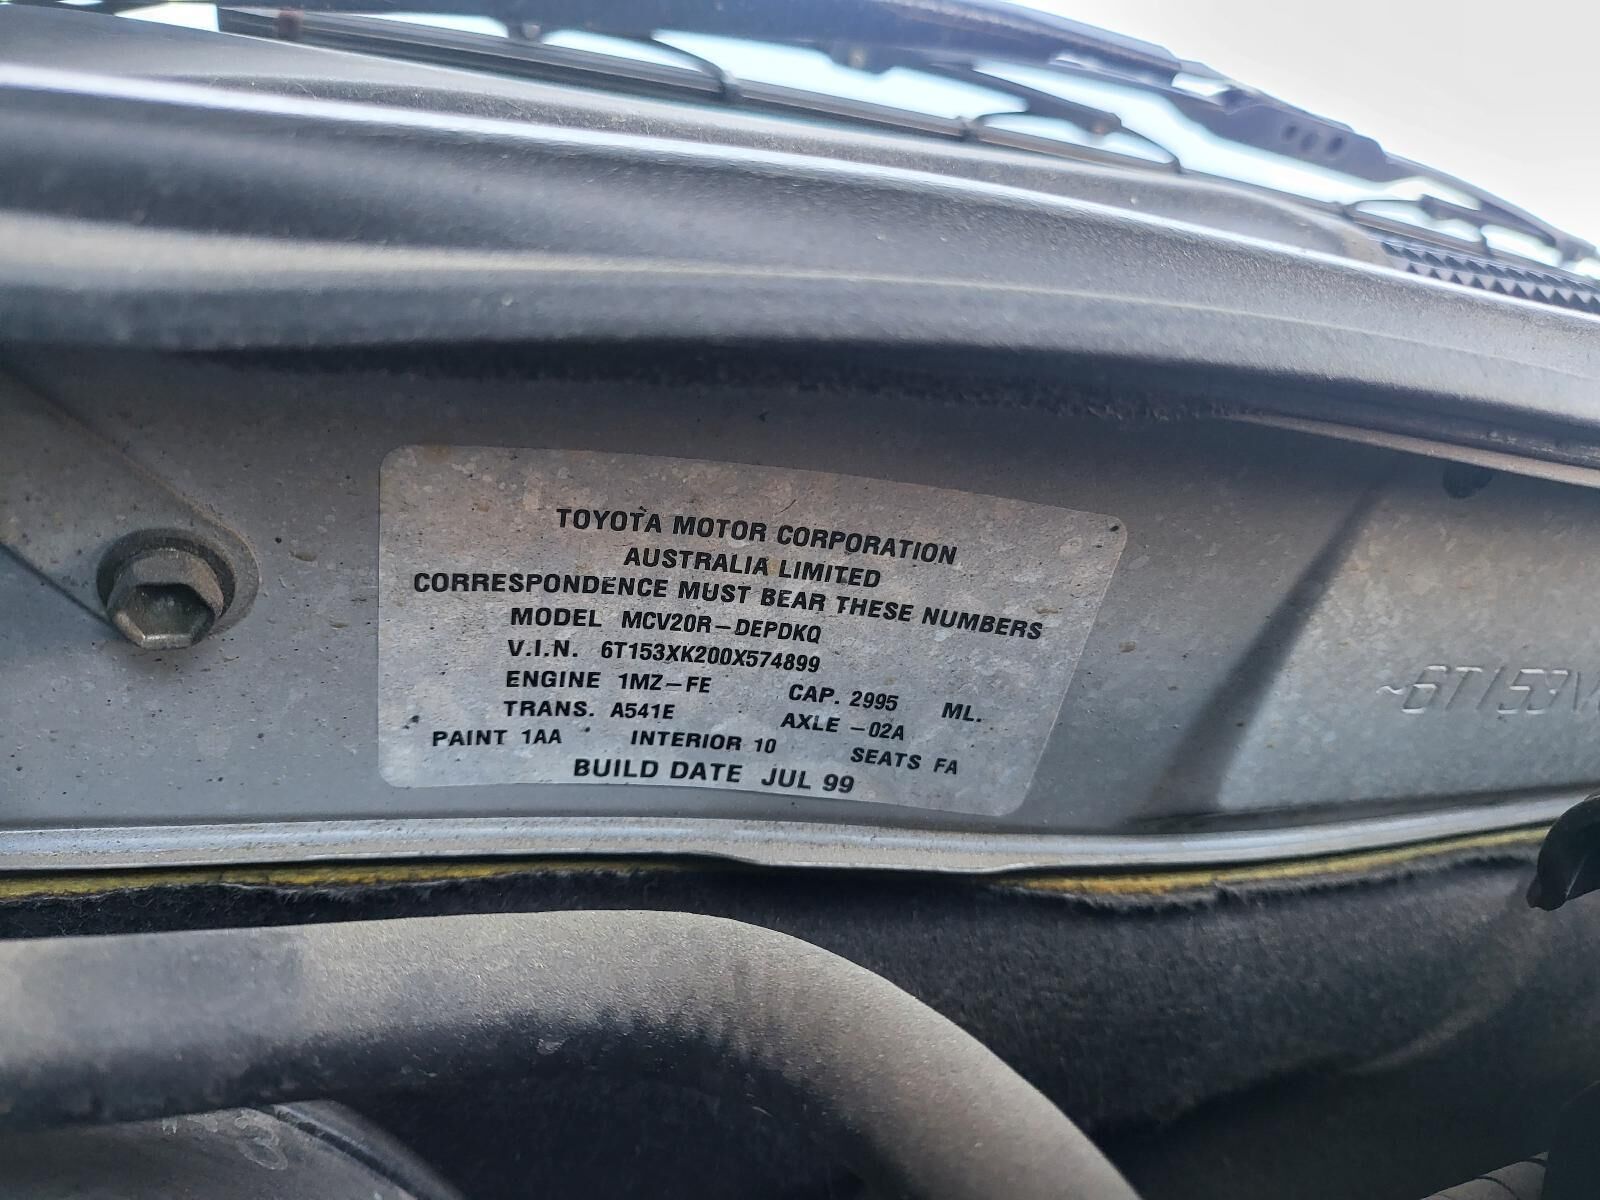 TOYOTA MOTOR CORPORATION
AUSTRALIA LIMITED
CORRESPONDENCE MUST BEAR THESE NUMBERS
MODEL MCV20R-DEPDKQ
V.I.N. 6T153XK200X574899
ENGINE 1MZ-FE CAP. 2995 ML.
TRANS. A541E AXLE -02A
PAINT 1AA INTERIOR 10 SEATS FA
BUILD DATE JUL 99
~6T153